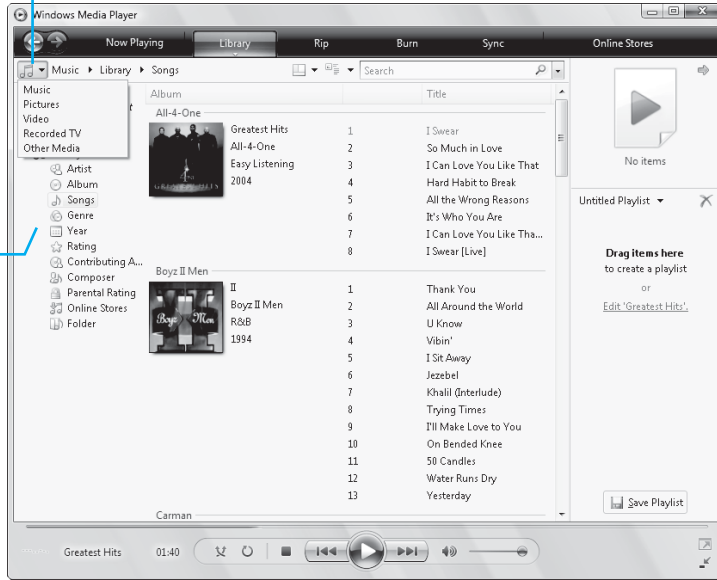 Windows Media Player
Now Playing Library Rip Burn Sync Online Stores
Music Library Songs Search
Music
Pictures
Video
Recorded TV
Other Media
Artist
Album
Songs
Genre
Year
Rating
Contributing A...
Composer
Parental Rating
Online Stores
Folder
Album Title
All-4-One
Greatest Hits 1 I Swear
All-4-One 2 So Much in Love
Easy Listening 3 I Can Love You Like That
2004 4 Hard Habit to Break
5 All the Wrong Reasons
6 It's Who You Are
7 I Can Love You Like Tha...
8 I Swear [Live]
Boyz II Men
II 1 Thank You
Boyz II Men 2 All Around the World
R&B 3 U Know
1994 4 Vibin'
5 I Sit Away
6 Jezebel
7 Khalil (Interlude)
8 Trying Times
9 I'll Make Love to You
10 On Bended Knee
11 50 Candles
12 Water Runs Dry
13 Yesterday
Boyz II Men
Carman
No items
Untitled Playlist
Drag items here
to create a playlist
or
Edit 'Greatest Hits'.
Save Playlist
Greatest Hits 01:40